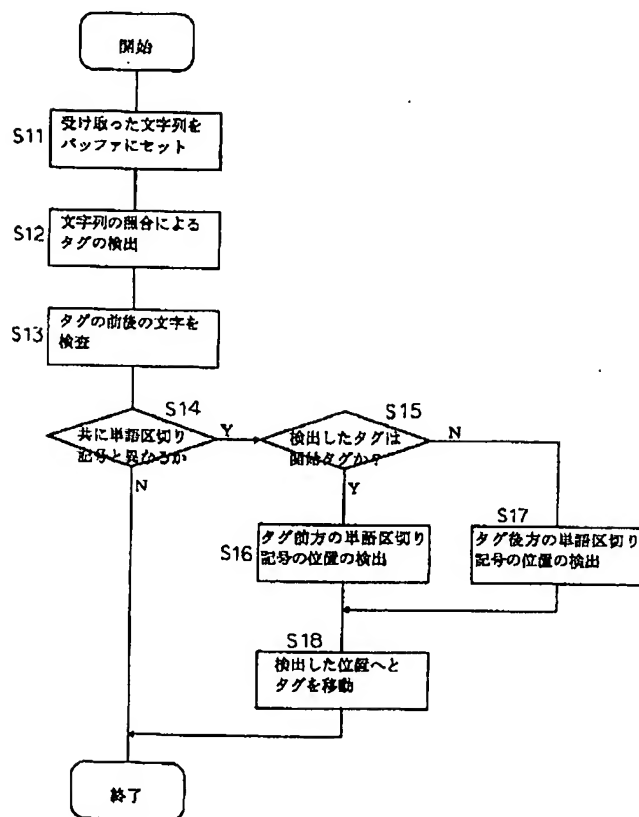 開始
S11
受け取った文字列を
バッファにセット
S12
文字列の照合による
タグの検出
S13
タグの前後の文字を
検査
S14
共に単語区切り
記号と異なるか
Y
N
S15
検出したタグは
開始タグか?
N
Y
S16
タグ前方の単語区切り
記号の位置の検出
S17
タグ後方の単語区切り
記号の位置の検出
S18
検出した位置へと
タグを移動
終了